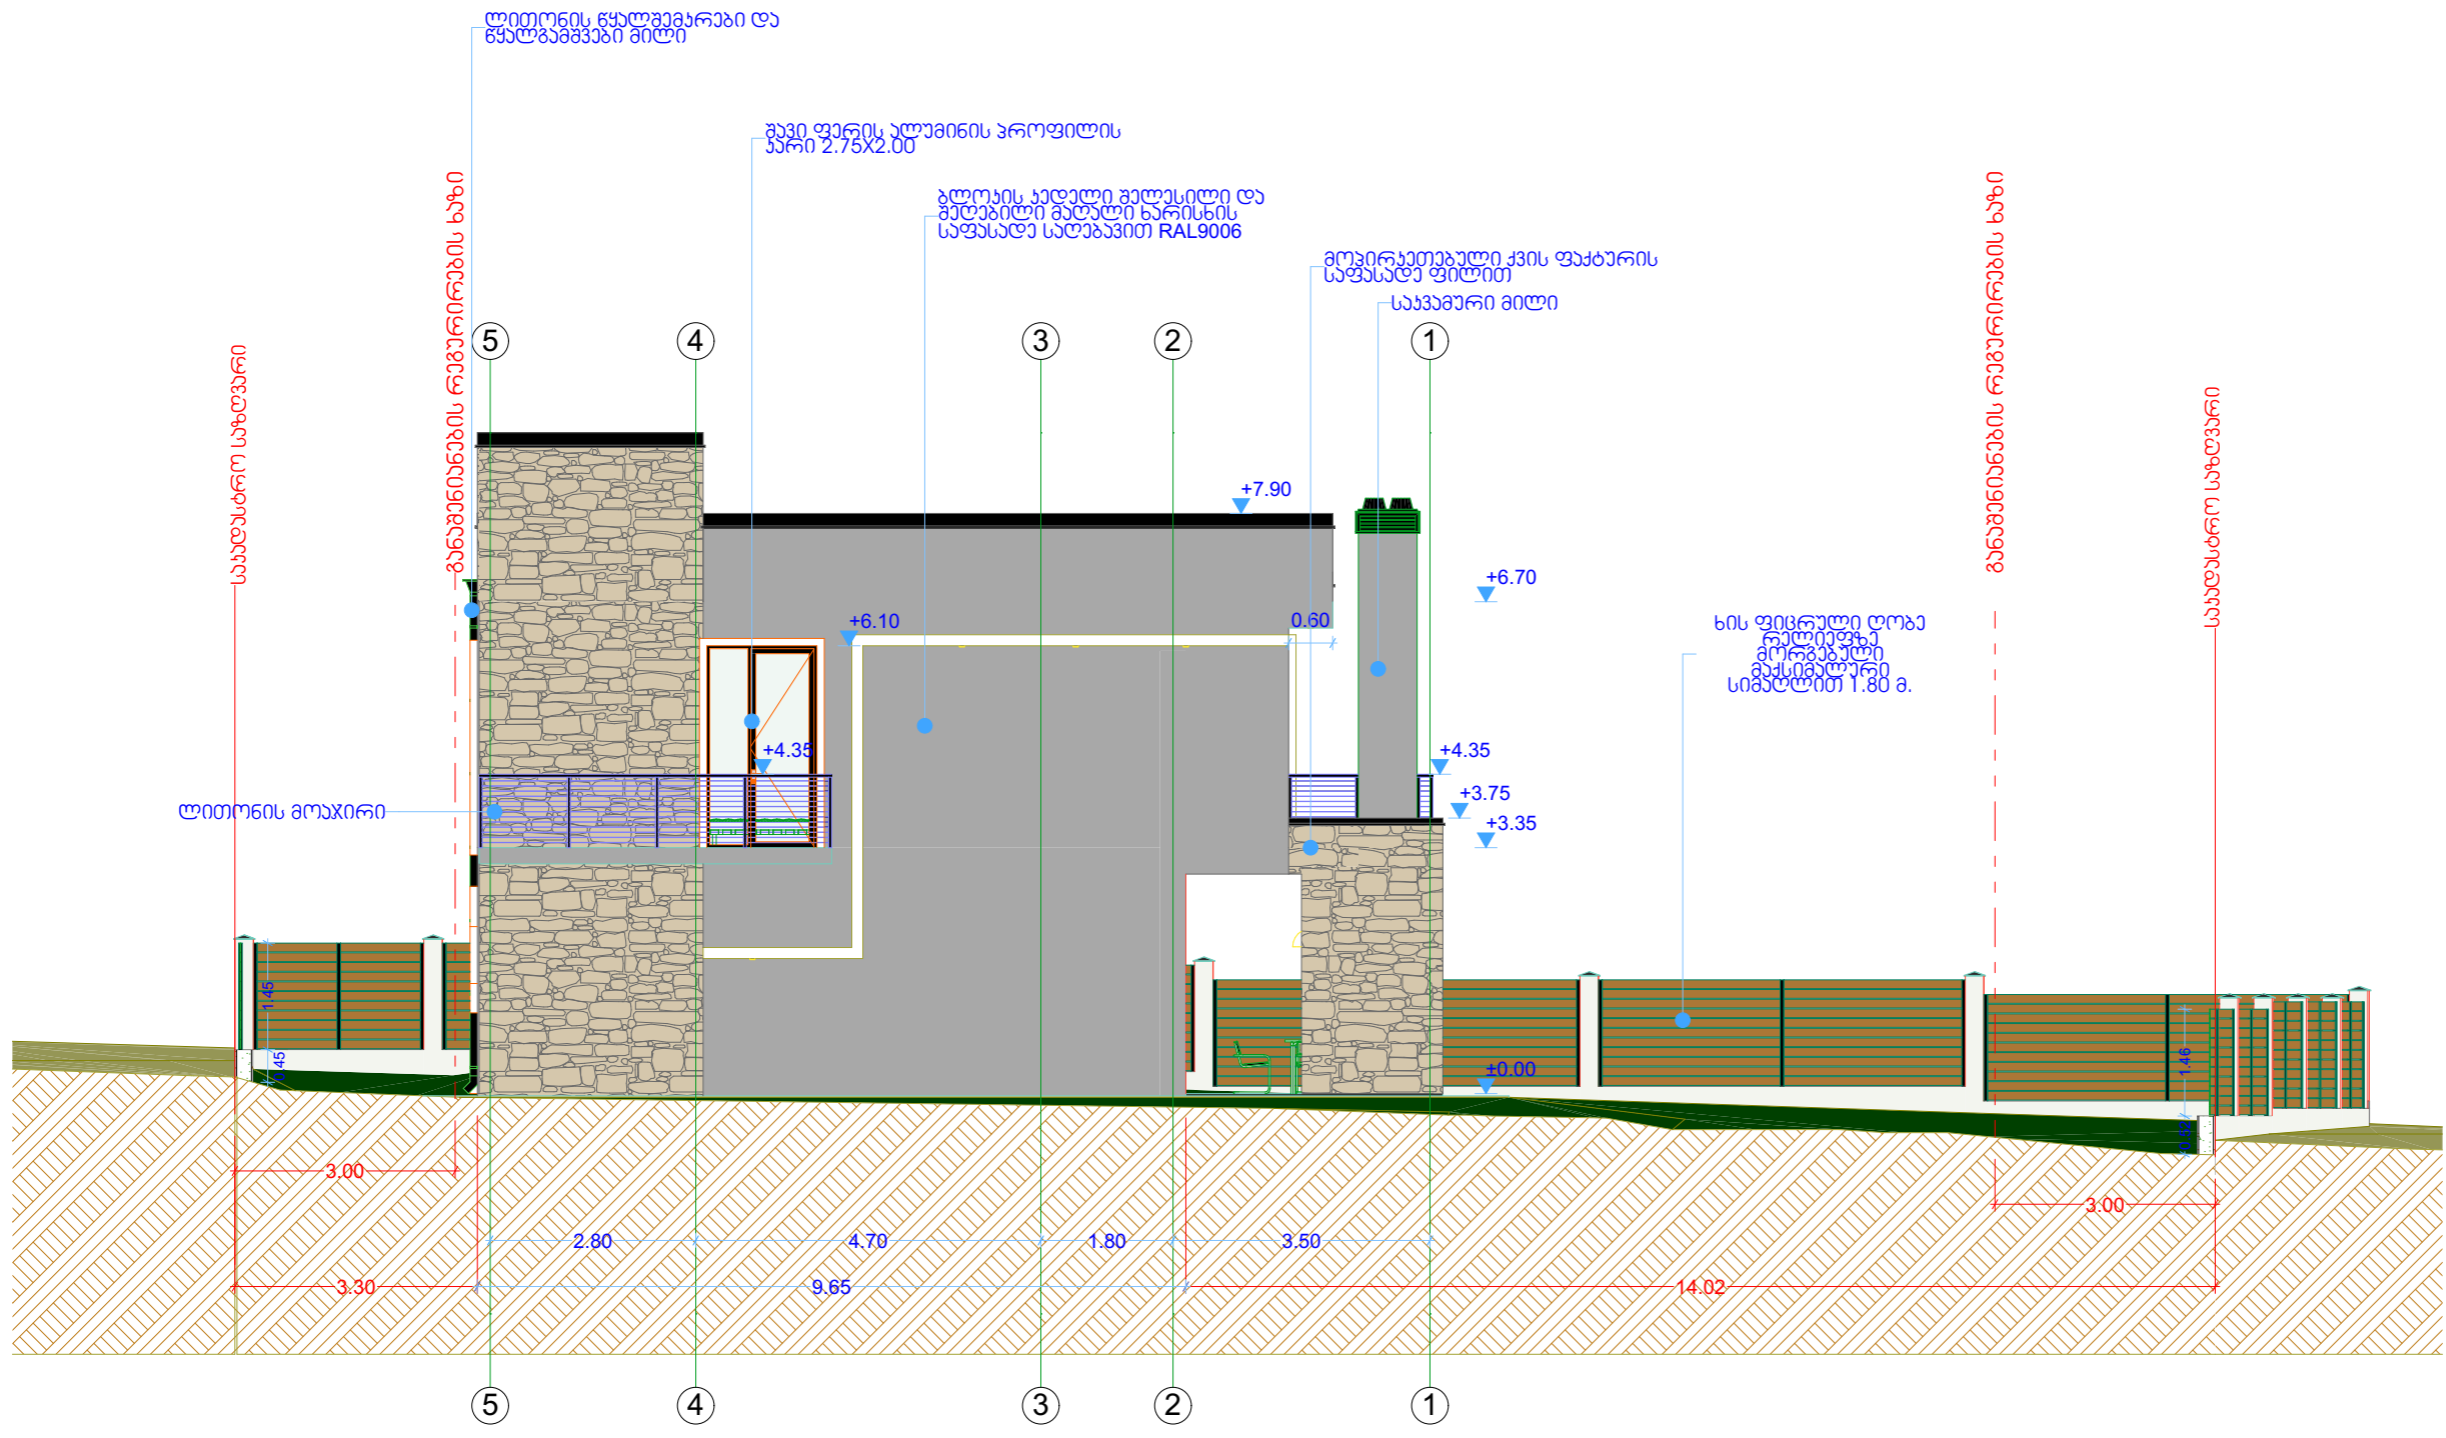 ლითონის წყალშემკრები და
წყალგამშვები მილი
შავი ფერის ალუმინის პროფილის
კარი 2.75X2.00
ბლოკის კედელი შელესილი და
შეღებილი მაღალი ხარისხის
საფასადე საღებავით RAL9006
მოპირკეთებული ქვის ფაქტურის
საფასადე ფილით
საკვამური მილი
საკადასტრო საზღვარი
განაშენიანების რეგურირების ხაზი
განაშენიანების რეგურირების ხაზი
საკადასტრო საზღვარი
5
4
3
2
1
+7.90
+6.70
+6.10
0.60
ხის ფიცრული ღობე
რელიეფზე
მორგებული
მაქსიმალური
სიმაღლით 1.80 მ.
+4.35
+4.35
+3.75
+3.35
ლითონის მოაჯირი
1.45
±0.00
1.46
3.00
3.00
2.80
4.70
1.80
3.50
3.30
9.65
14.02
5
4
3
2
1